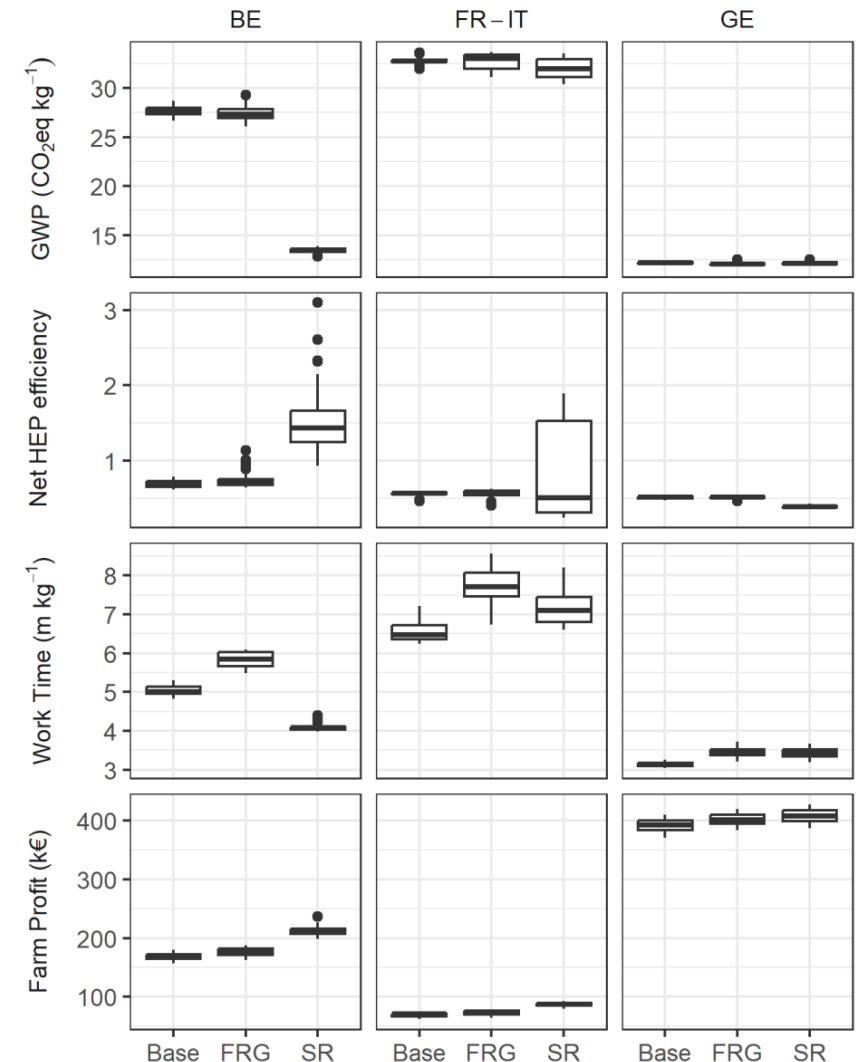 BE FR – IT GE
GWP (CO₂eq kg⁻¹)
30
25
20
15
Net HEP efficiency
3
2
1
Work Time (m kg⁻¹)
8
7
6
5
4
3
Farm Profit (k€)
400
300
200
100
Base FRG SR Base FRG SR Base FRG SR